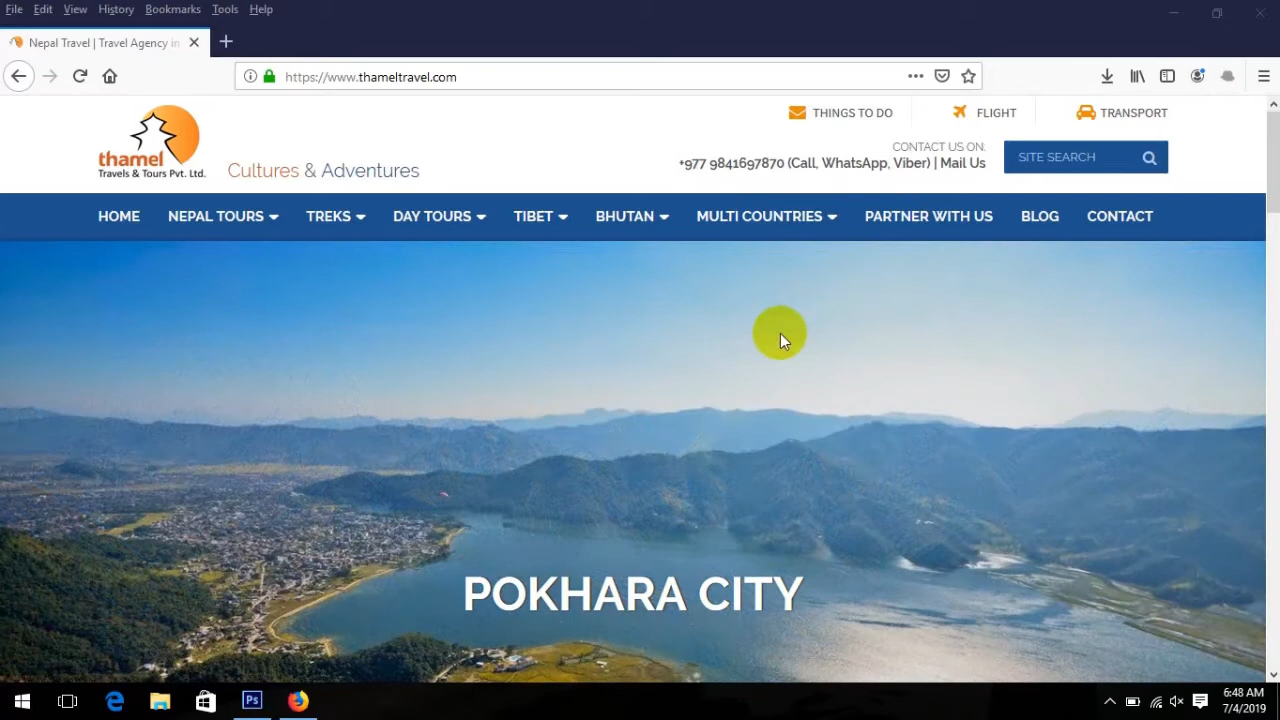 File Edit View History Bookmarks Tools Help
Nepal Travel | Travel Agency in
https://www.thameltravel.com
THINGS TO DO FLIGHT TRANSPORT
thamel
Travels & Tours Pvt. Ltd.
Cultures & Adventures
CONTACT US ON:
+977 9841697870 (Call, WhatsApp, Viber) | Mail Us
SITE SEARCH
HOME NEPAL TOURS TREKS DAY TOURS TIBET BHUTAN MULTI COUNTRIES PARTNER WITH US BLOG CONTACT
POKHARA CITY
Ps
6:48 AM
7/4/2019